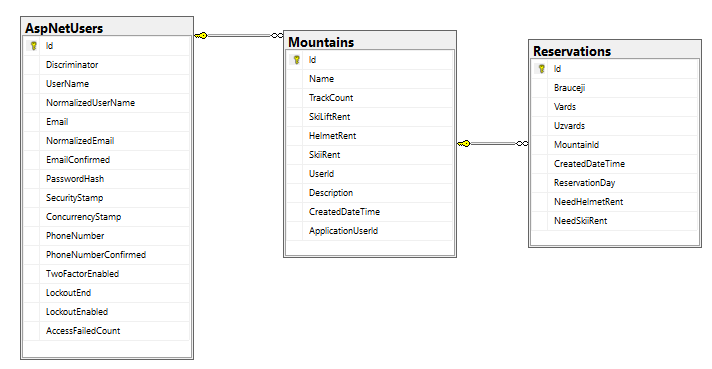 AspNetUsers
Id
Discriminator
UserName
NormalizedUserName
Email
NormalizedEmail
EmailConfirmed
PasswordHash
SecurityStamp
ConcurrencyStamp
PhoneNumber
PhoneNumberConfirmed
TwoFactorEnabled
LockoutEnd
LockoutEnabled
AccessFailedCount
Mountains
Id
Name
TrackCount
SkiLiftRent
HelmetRent
SkiiRent
UserId
Description
CreatedDateTime
ApplicationUserId
Reservations
Id
Brauceji
Vards
Uzvards
MountainId
CreatedDateTime
ReservationDay
NeedHelmetRent
NeedSkiiRent